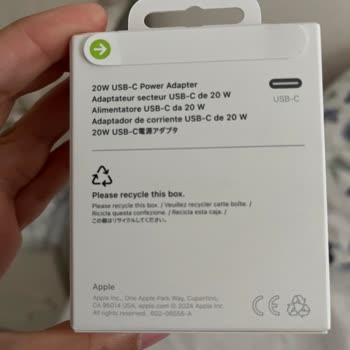 20W USB-C Power Adapter
Adaptateur secteur USB-C de 20 W
Alimentatore USB-C da 20 W
Adaptador de corriente USB-C de 20 W
20W USB-C電源アダプタ
USB-C
Please recycle this box.
Please recycle this box. / Veuillez recycler cette boîte. /
Ricicla questa confezione. / Recicla esta caja. /
この箱はリサイクルしてください。
Apple
Apple Inc., One Apple Park Way, Cupertino,
CA 95014 USA. apple.com © 2024 Apple Inc.
All rights reserved. 602-06556-A
CE